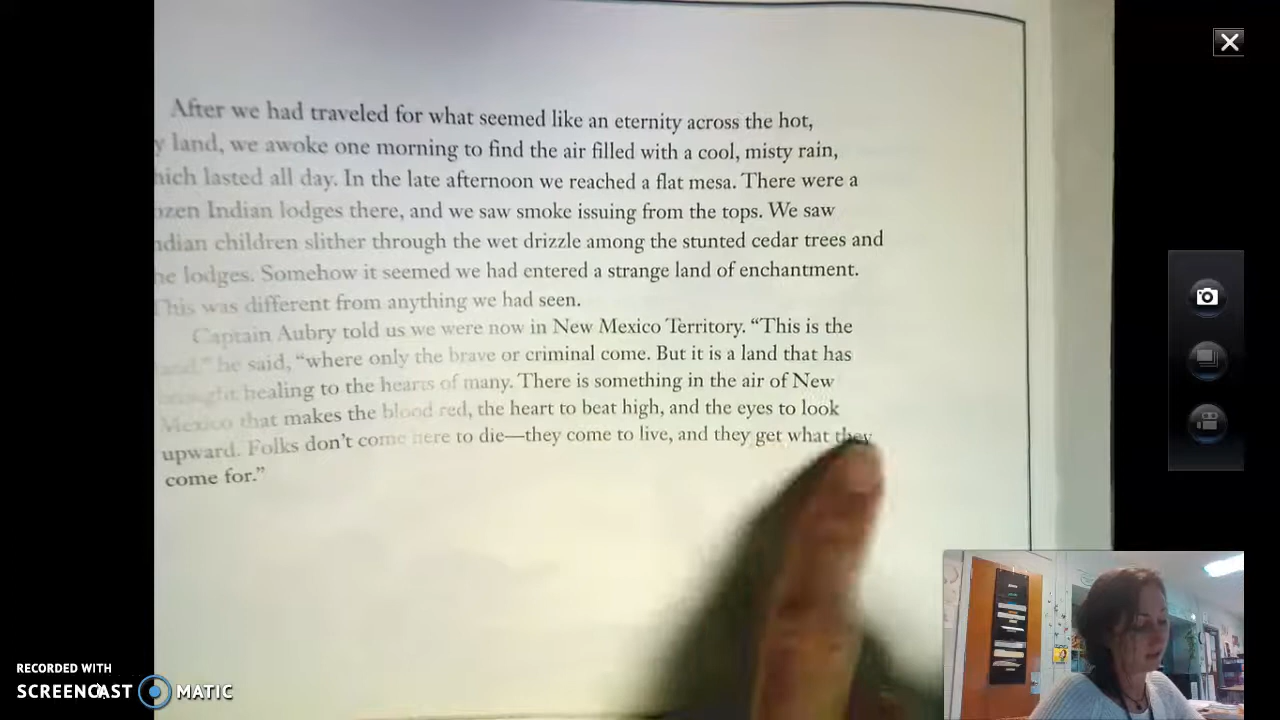 After we had traveled for what seemed like an eternity across the hot,
y land, we awoke one morning to find the air filled with a cool, misty rain,
hich lasted all day. In the late afternoon we reached a flat mesa. There were a
ozen Indian lodges there, and we saw smoke issuing from the tops. We saw
ndian children slither through the wet drizzle among the stunted cedar trees and
he lodges. Somehow it seemed we had entered a strange land of enchantment.
This was different from anything we had seen.
Captain Aubry told us we were now in New Mexico Territory. “This is the
land,” he said, “where only the brave or criminal come. But it is a land that has
brought healing to the hearts of many. There is something in the air of New
Mexico that makes the blood red, the heart to beat high, and the eyes to look
upward. Folks don’t come here to die—they come to live, and they get what they
come for.”
RECORDED WITH
SCREENCAST MATIC